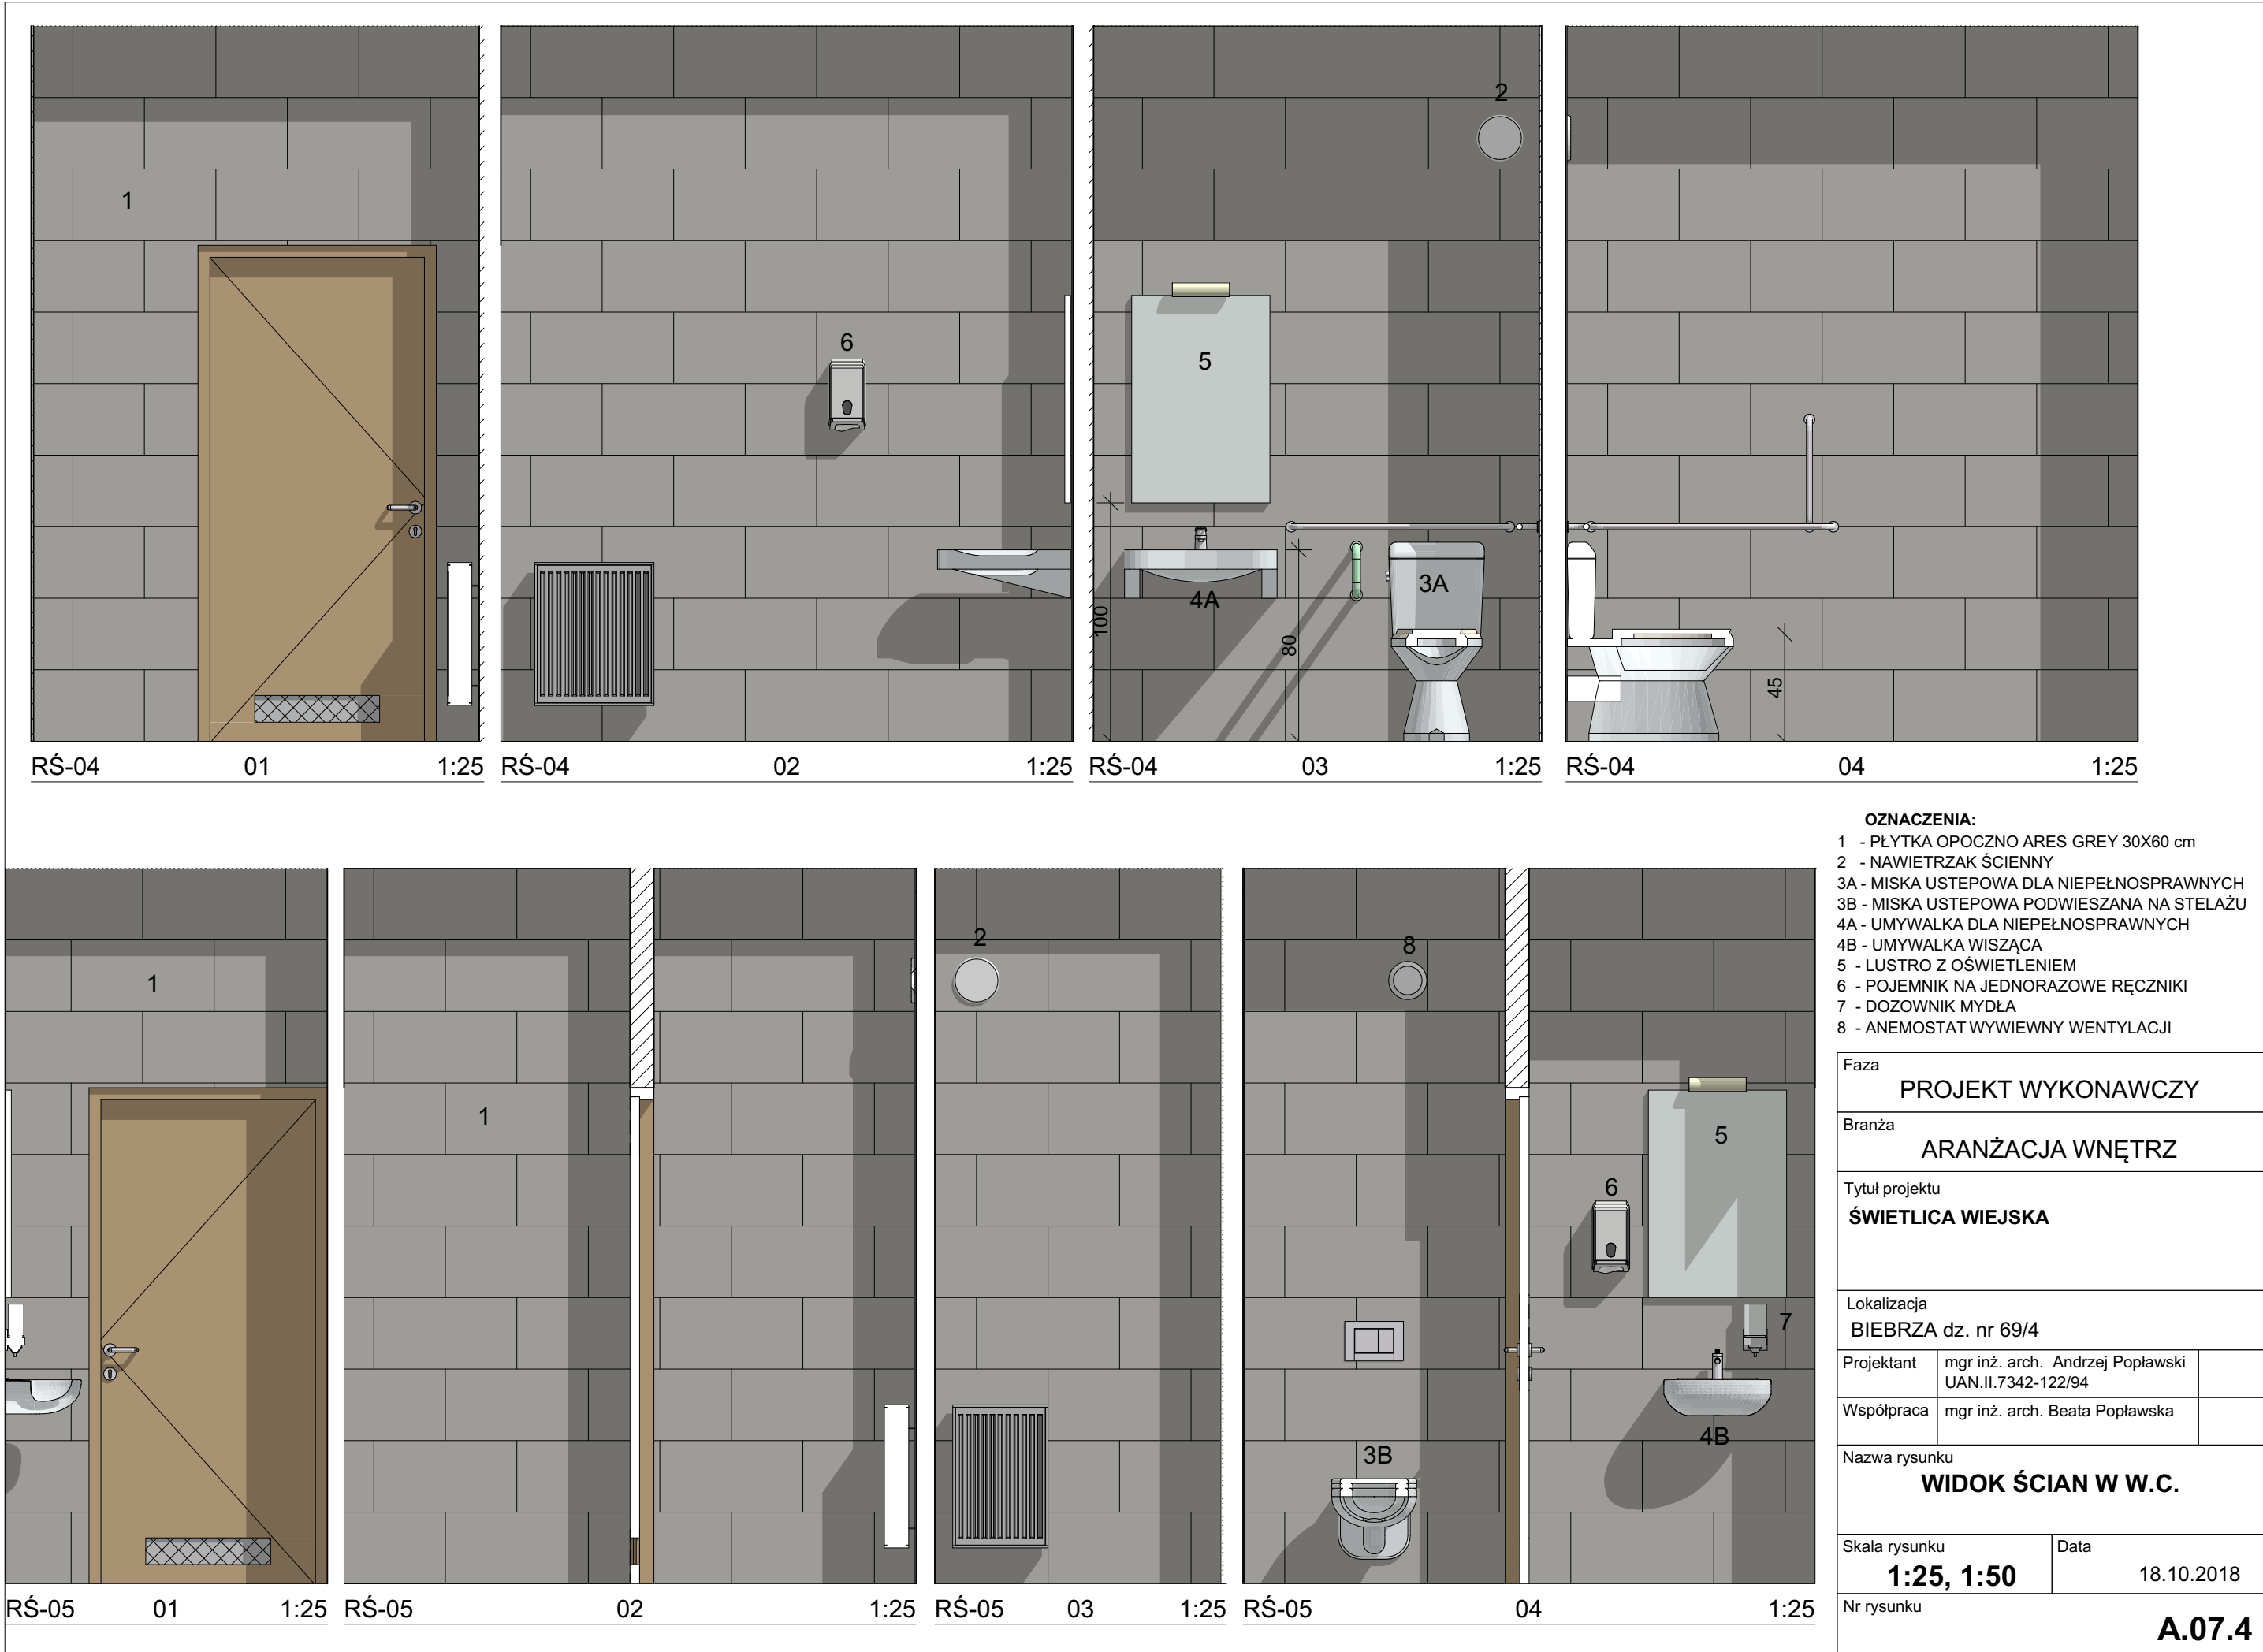 2
1
6
5
3A
4A
100
80
45
RŚ-04 01 1:25
RŚ-04 02 1:25
RŚ-04 03 1:25
RŚ-04 04 1:25
OZNACZENIA:
1 - PŁYTKA OPOCZNO ARES GREY 30X60 cm
2 - NAWIETRZAK ŚCIENNY
3A - MISKA USTEPOWA DLA NIEPEŁNOSPRAWNYCH
3B - MISKA USTEPOWA PODWIESZANA NA STELAŻU
4A - UMYWALKA DLA NIEPEŁNOSPRAWNYCH
4B - UMYWALKA WISZĄCA
5 - LUSTRO Z OŚWIETLENIEM
6 - POJEMNIK NA JEDNORAZOWE RĘCZNIKI
7 - DOZOWNIK MYDŁA
8 - ANEMOSTAT WYWIEWNY WENTYLACJI
1
1
2
8
5
6
7
4B
3B
RŚ-05 01 1:25
RŚ-05 02 1:25
RŚ-05 03 1:25
RŚ-05 04 1:25
Faza
PROJEKT WYKONAWCZY
Branża
ARANŻACJA WNĘTRZ
Tytuł projektu
ŚWIETLICA WIEJSKA
Lokalizacja
BIEBRZA dz. nr 69/4
Projektant mgr inż. arch. Andrzej Popławski
UAN.II.7342-122/94
Współpraca mgr inż. arch. Beata Popławska
Nazwa rysunku
WIDOK ŚCIAN W W.C.
Skala rysunku Data
1:25, 1:50 18.10.2018
Nr rysunku
A.07.4